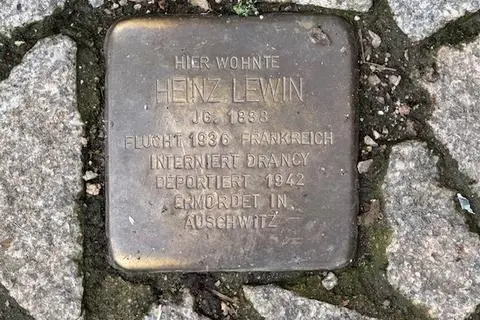 HIER WOHNTE
HEINZ LEWIN
JG. 1888
FLUCHT 1936 FRANKREICH
INTERNIERT DRANCY
DEPORTIERT 1942
ERMORDET IN
AUSCHWITZ